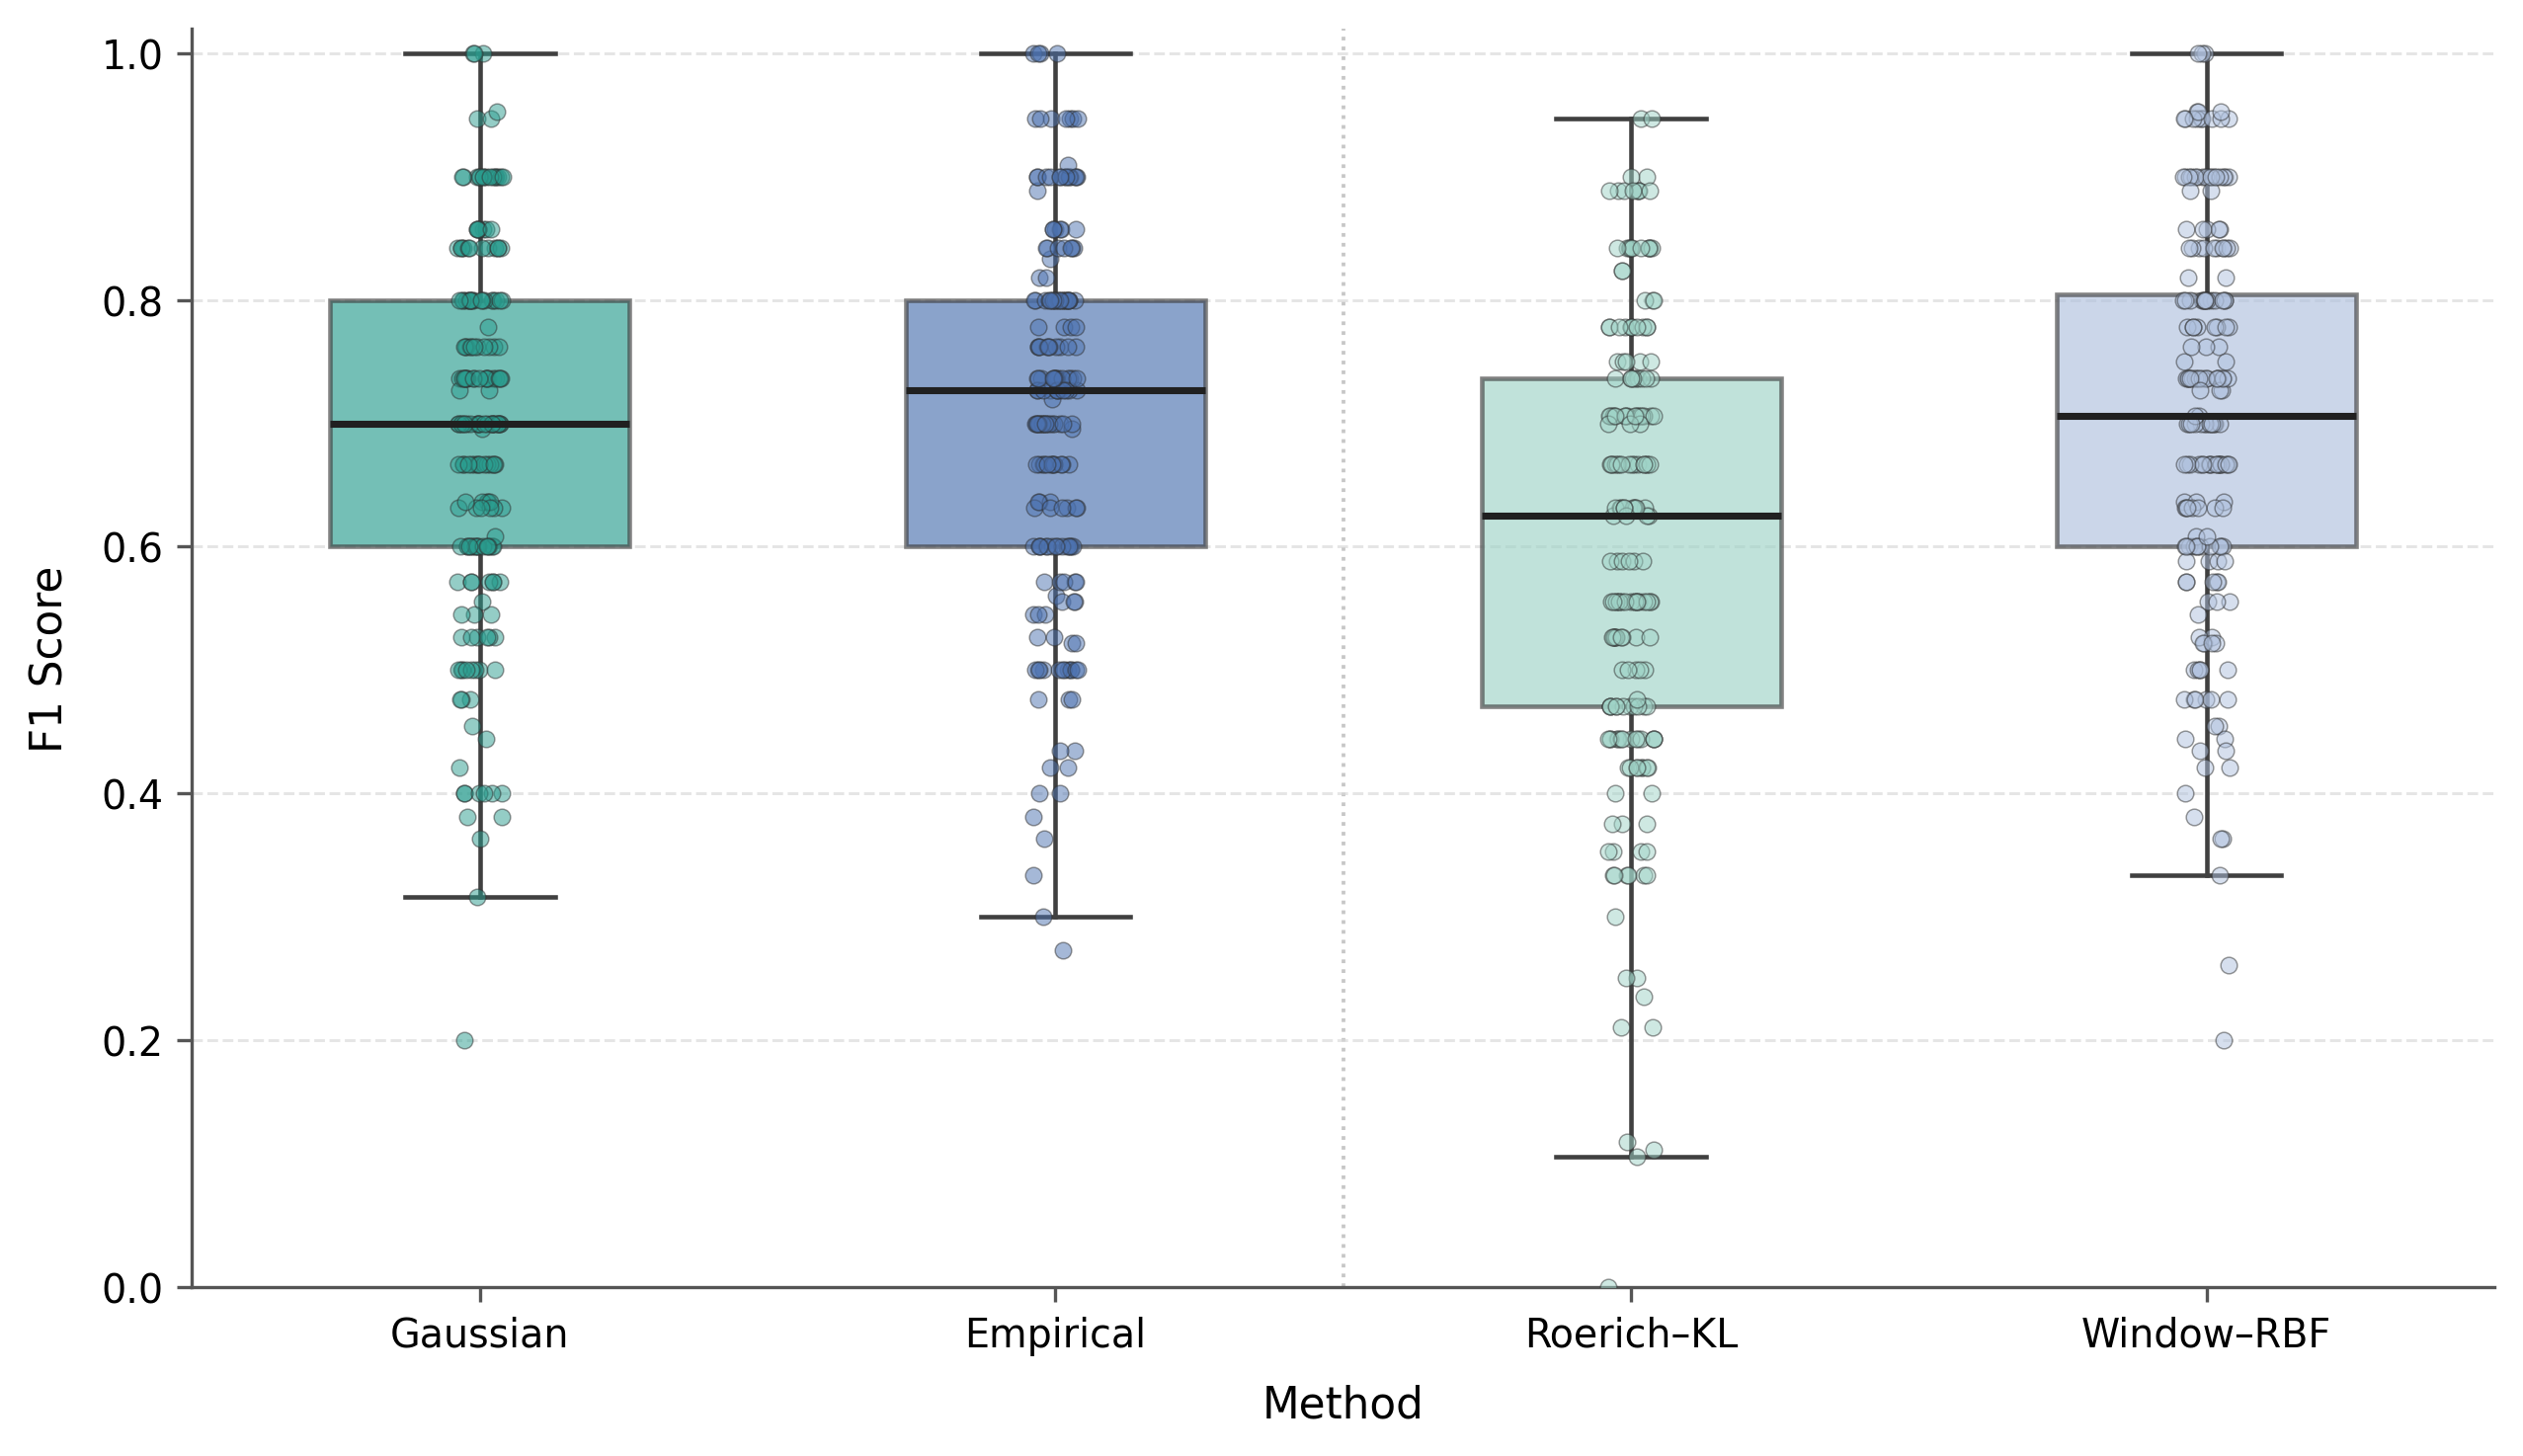 1.0
0.8
0.6
0.4
0.2
0.0
F1 Score
Gaussian
Empirical
Roerich–KL
Window–RBF
Method